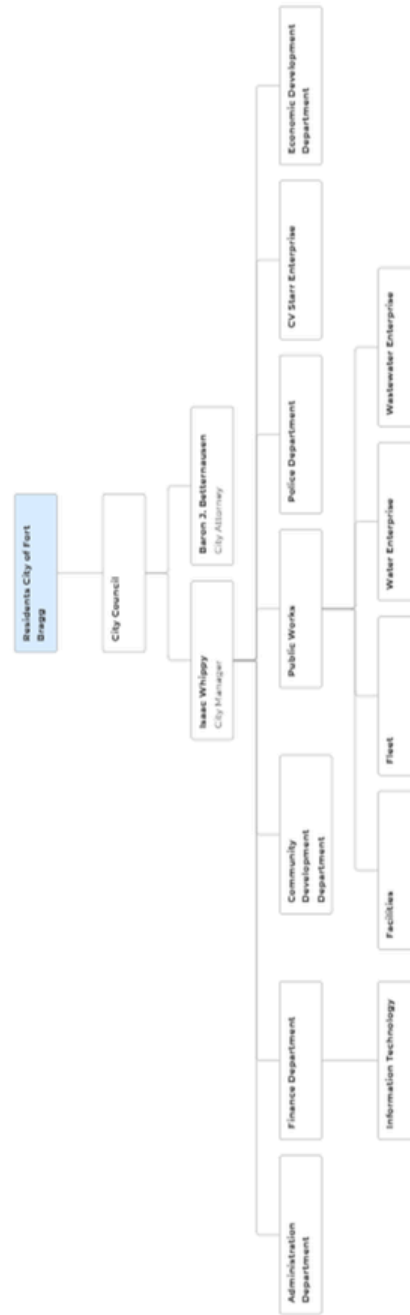 Residents City of Fort
Bragg
City Council
Isaac Whippy
City Manager
Baron J. Bettenhausen
City Attorney
Administration
Department
Finance Department
Community
Development
Department
Public Works
Police Department
CV Starr Enterprise
Economic Development
Department
Information Technology
Facilities
Fleet
Water Enterprise
Wastewater Enterprise